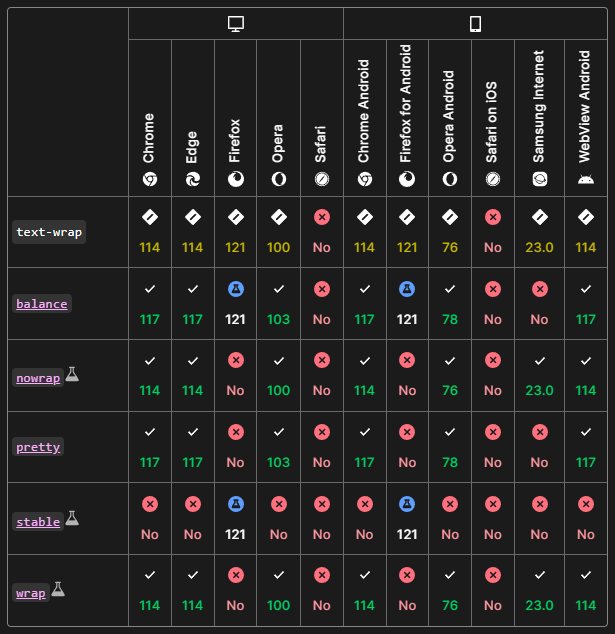 Chrome
Edge
Firefox
Opera
Safari
Chrome Android
Firefox for Android
Opera Android
Safari on iOS
Samsung Internet
WebView Android
text-wrap 114 114 121 100 No 114 121 76 No 23.0 114
balance 117 117 121 103 No 117 121 78 No No 117
nowrap 114 114 No 100 No 114 No 76 No 23.0 114
pretty 117 117 No 103 No 117 No 78 No No 117
stable No No 121 No No No 121 No No No No
wrap 114 114 No 100 No 114 No 76 No 23.0 114